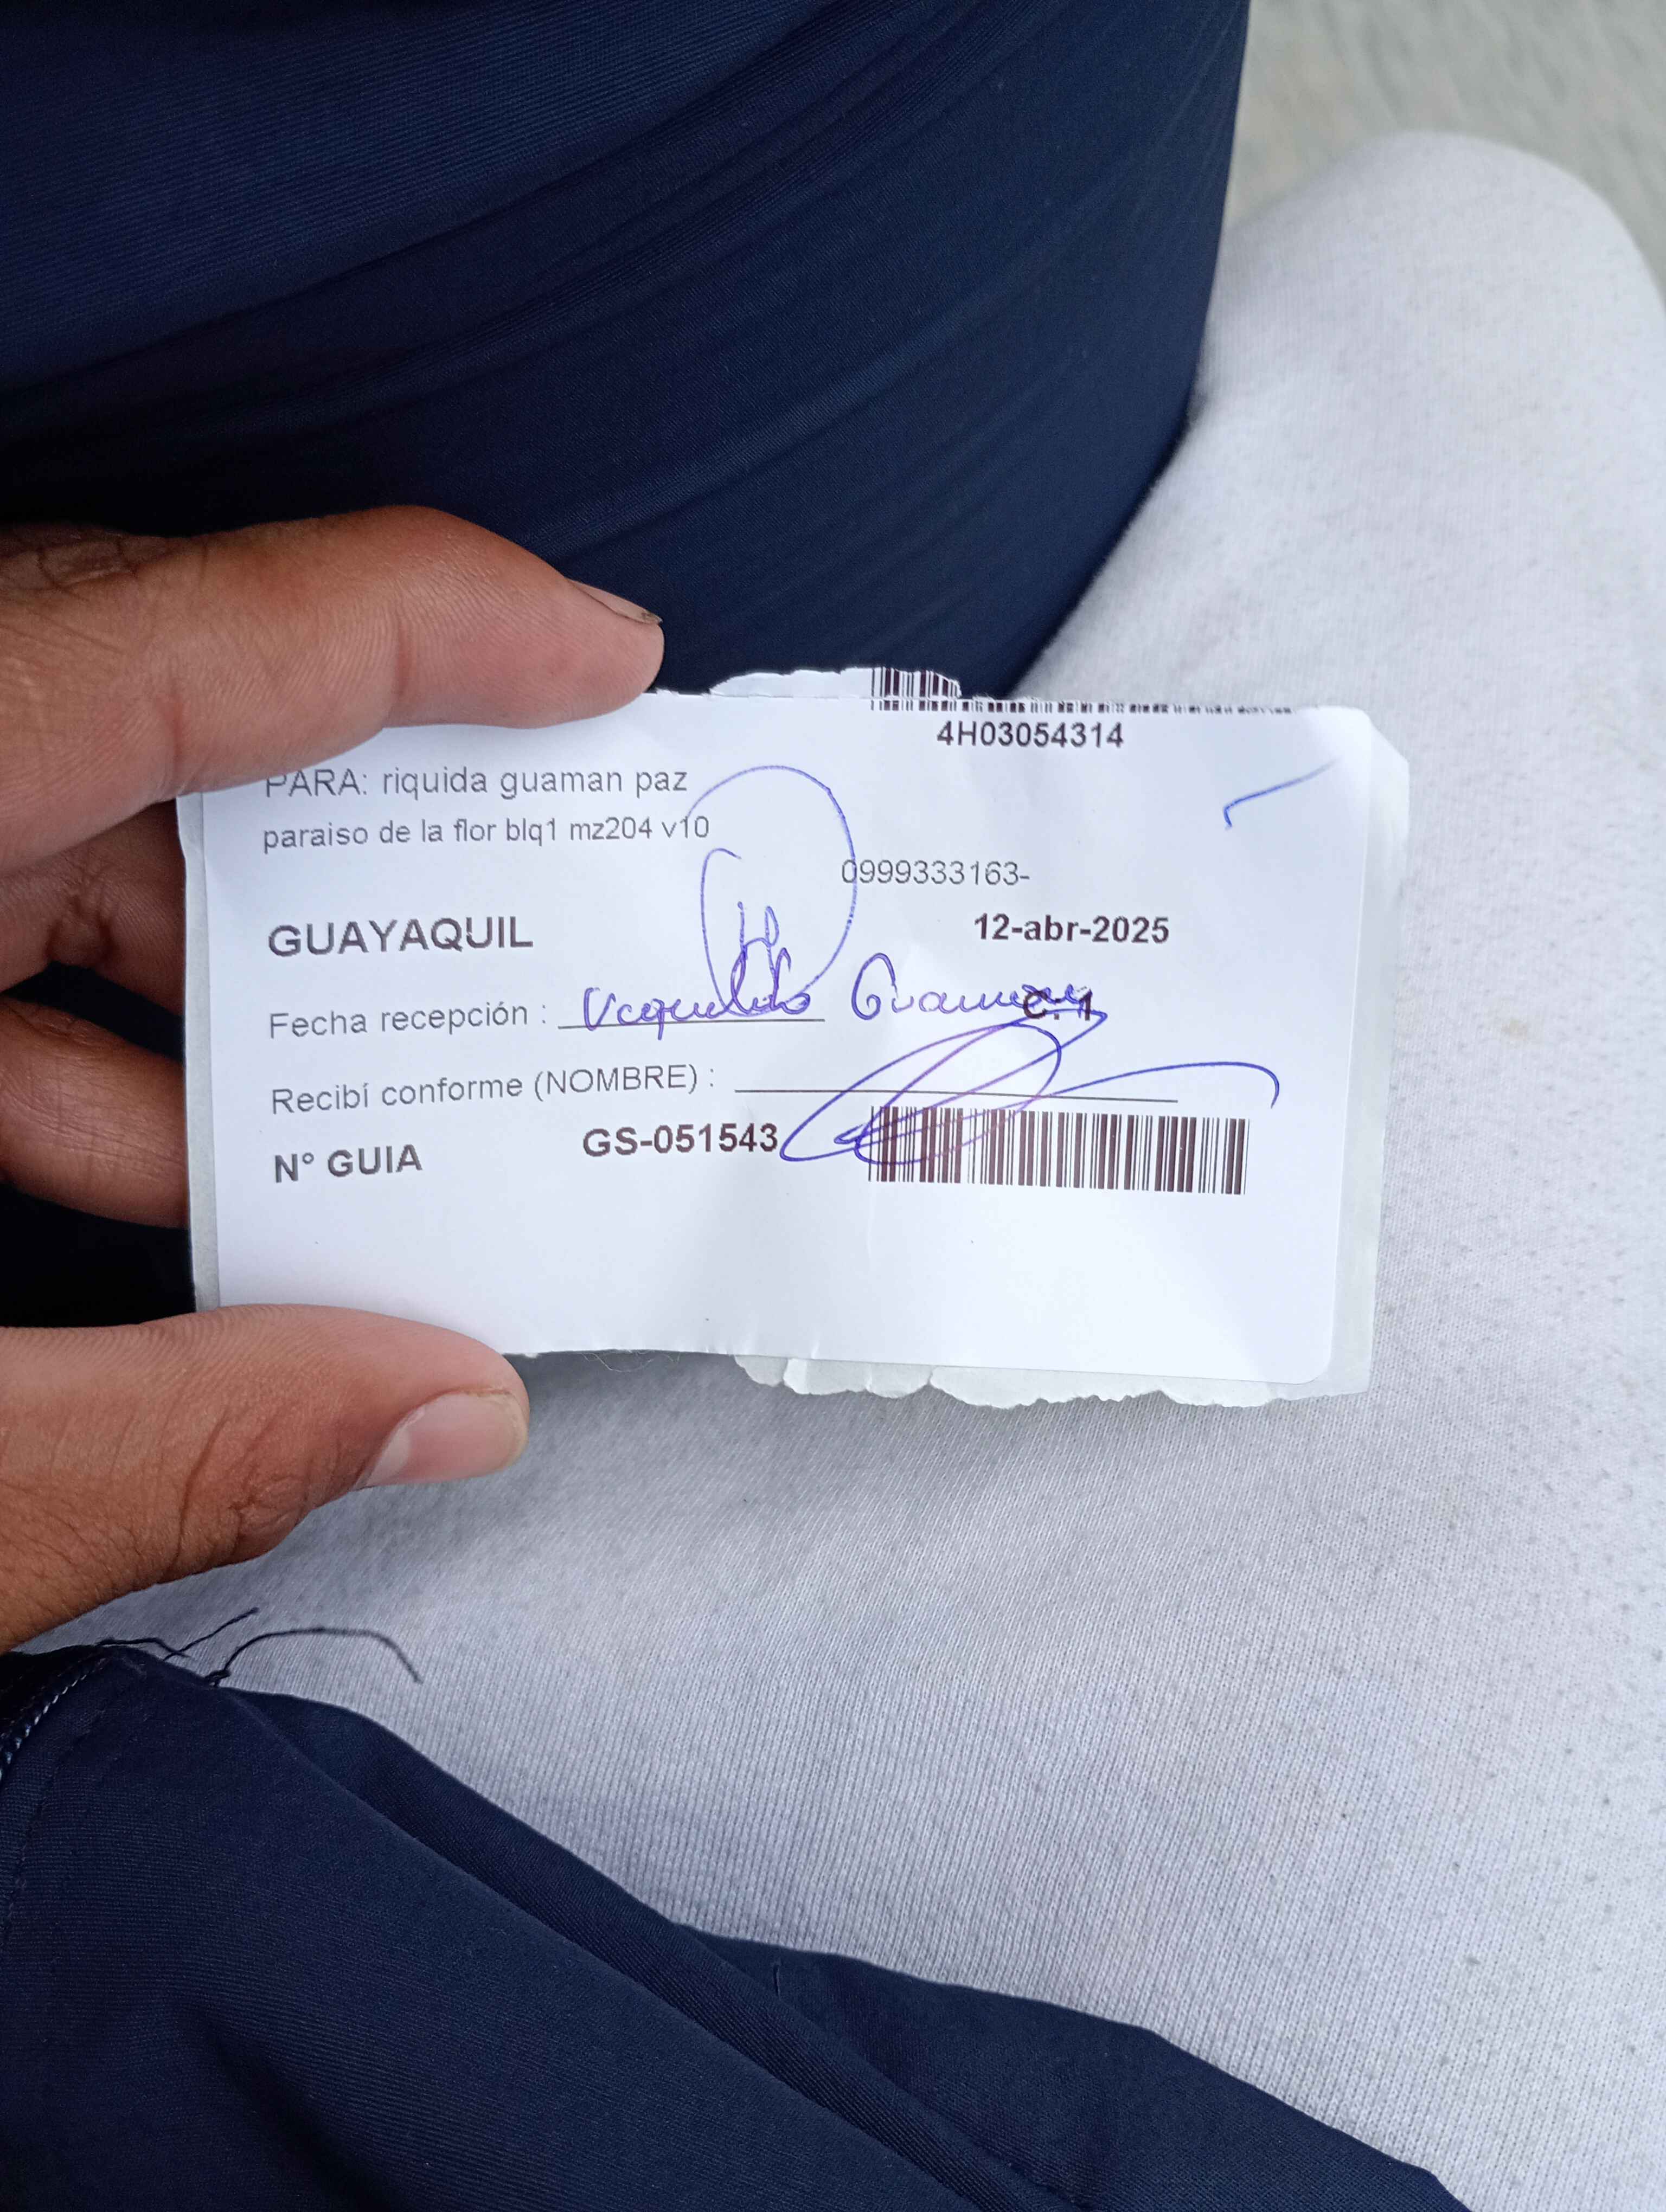 4H03054314
PARA: riquida guaman paz
paraiso de la flor blq1 mz204 v10
0999333163-
GUAYAQUIL 12-abr-2025
Fecha recepción : Guaman C. 1
Recibí conforme (NOMBRE) :
N° GUIA GS-051543